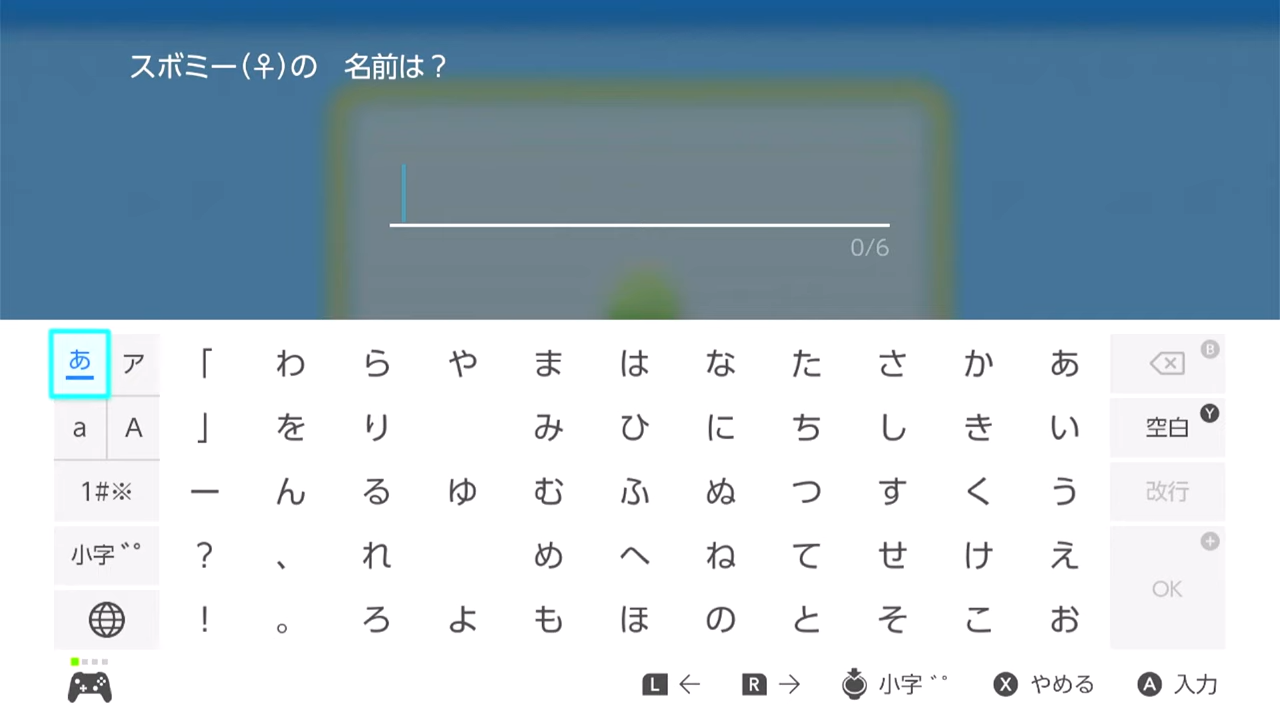 スボミー(♀)の　名前は？
0/6
あ ア 「 わ ら や ま は な た さ か あ B
a A 」 を り み ひ に ち し き い 空白 Y
1#※ ー ん る ゆ む ふ ぬ つ す く う 改行
小字゛゜ ? 、 れ め へ ね て せ け え +
! 。 ろ よ も ほ の と そ こ お OK
L ← R → 小字゛゜ X やめる A 入力